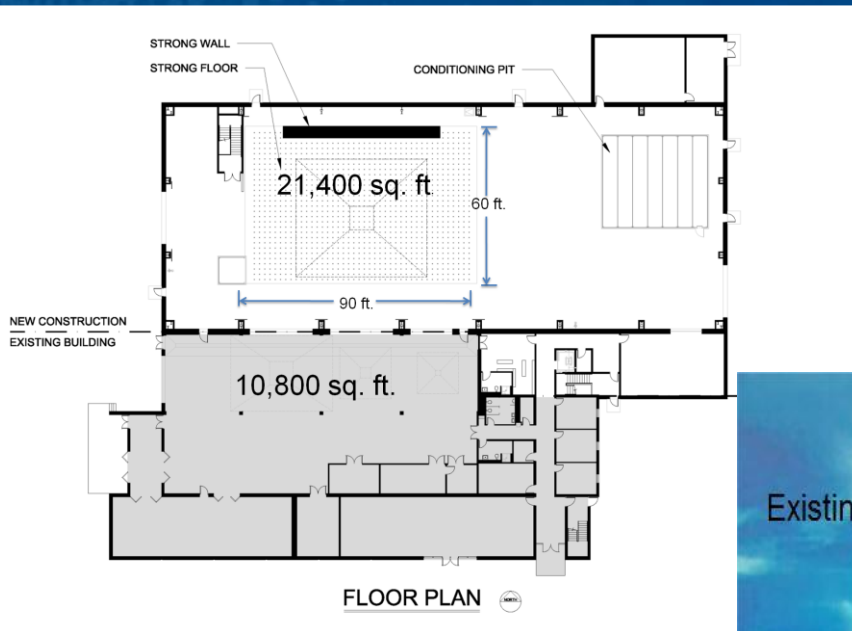 STRONG WALL
STRONG FLOOR
CONDITIONING PIT
21,400 sq. ft
60 ft.
90 ft.
NEW CONSTRUCTION
EXISTING BUILDING
10,800 sq. ft.
Existin
FLOOR PLAN
NORTH